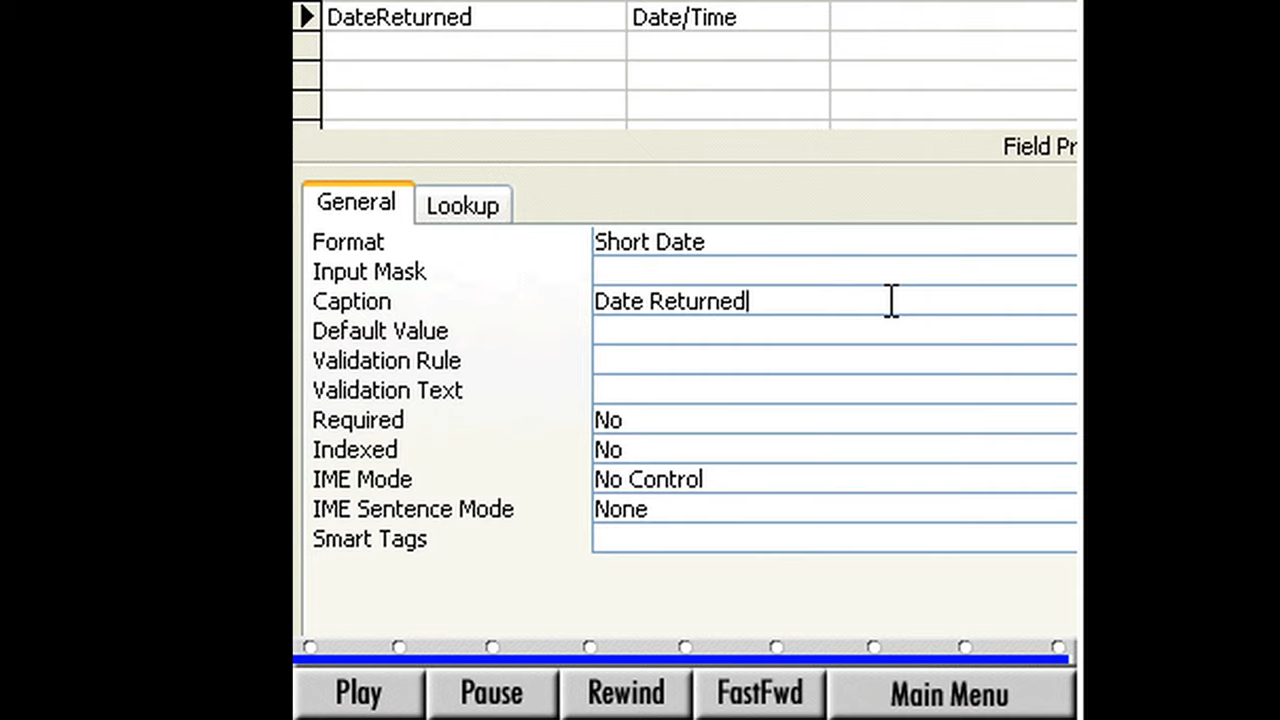 DateReturned Date/Time
Field Pr
General Lookup
Format Short Date
Input Mask
Caption Date Returned
Default Value
Validation Rule
Validation Text
Required No
Indexed No
IME Mode No Control
IME Sentence Mode None
Smart Tags
Play Pause Rewind FastFwd Main Menu